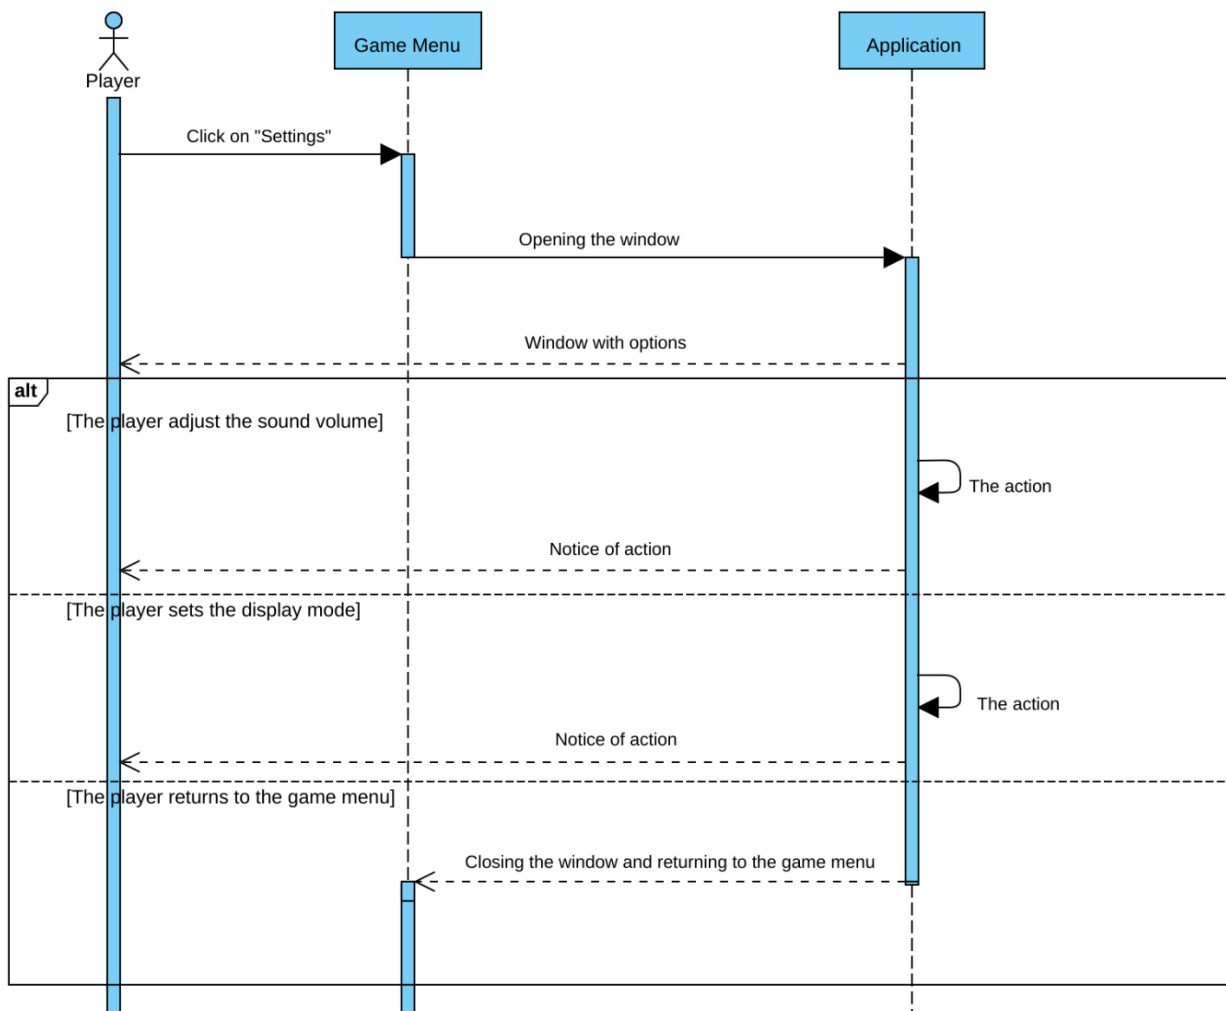 Player
Game Menu
Application
Click on "Settings"
Opening the window
Window with options
alt
[The player adjust the sound volume]
The action
Notice of action
[The player sets the display mode]
The action
Notice of action
[The player returns to the game menu]
Closing the window and returning to the game menu